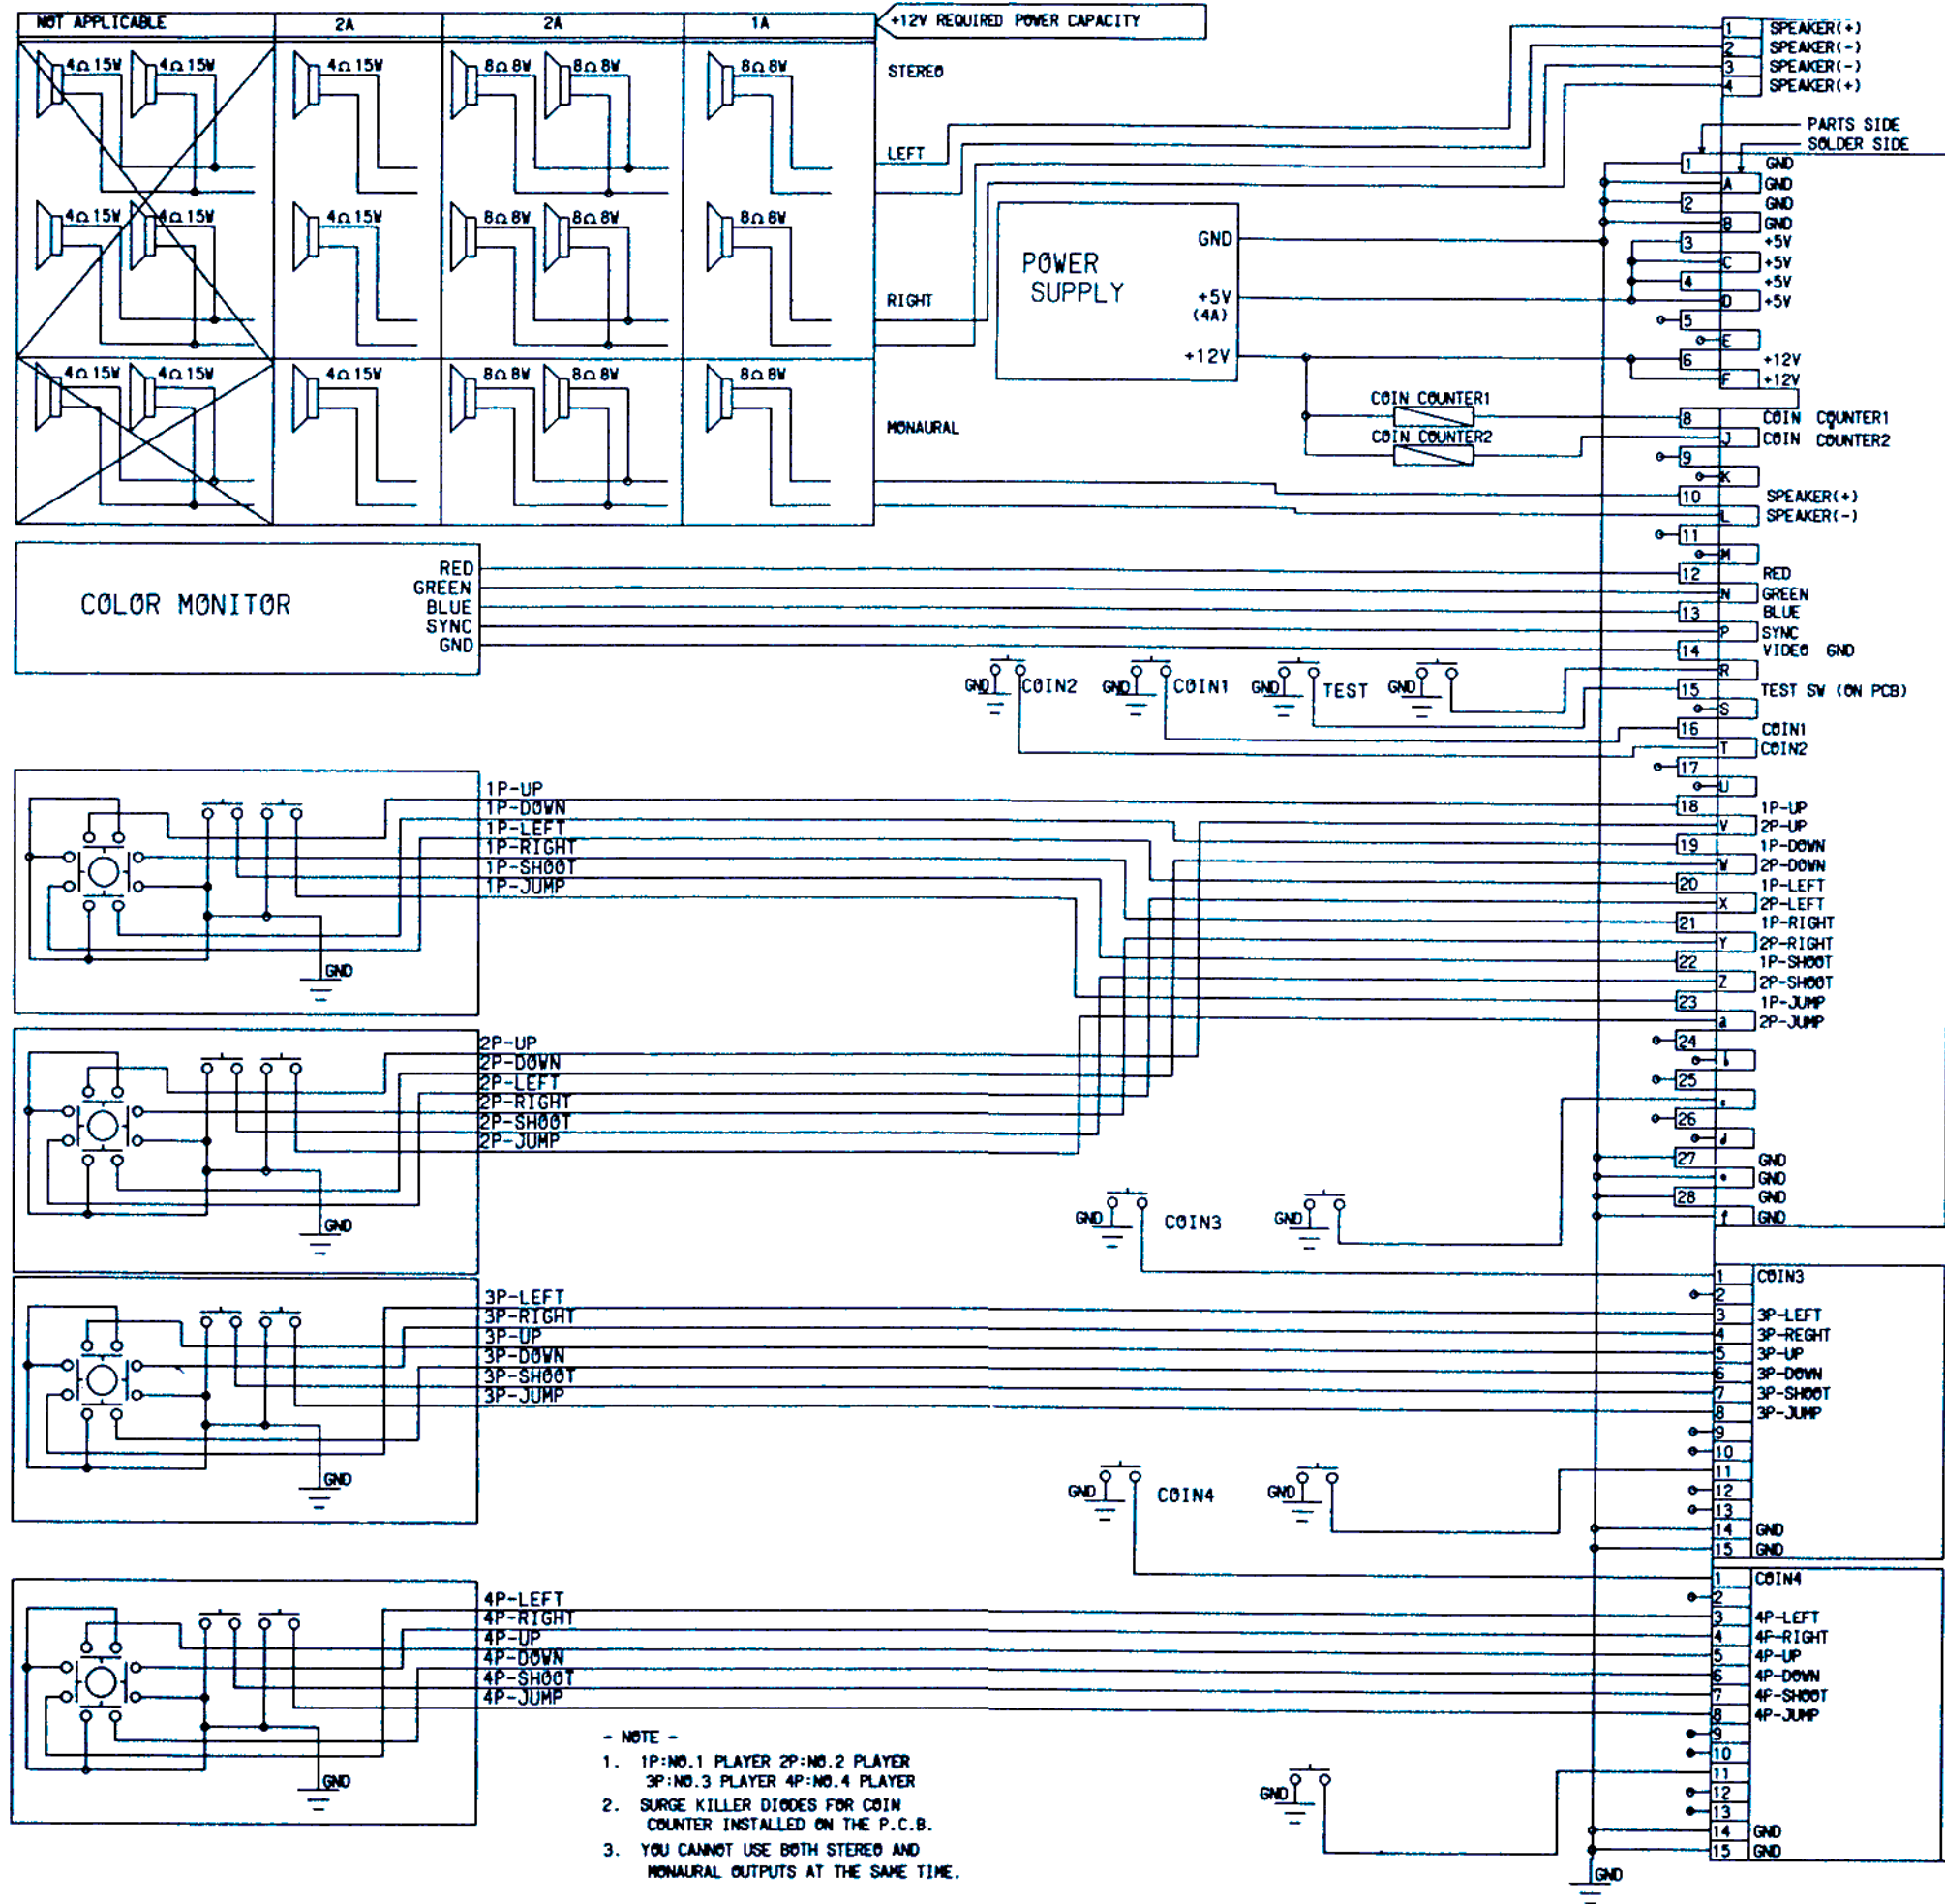 NOT APPLICABLE 2A 2A 1A +12V REQUIRED POWER CAPACITY
4Ω 15W 4Ω 15W 4Ω 15W 8Ω 8W 8Ω 8W 8Ω 8W
STEREO
LEFT
4Ω 15W 4Ω 15W 4Ω 15W 8Ω 8W 8Ω 8W 8Ω 8W
RIGHT
4Ω 15W 4Ω 15W 4Ω 15W 8Ω 8W 8Ω 8W 8Ω 8W
MONAURAL
1 SPEAKER(+)
2 SPEAKER(-)
3 SPEAKER(-)
4 SPEAKER(+)
PARTS SIDE
SOLDER SIDE
POWER
SUPPLY
GND
+5V
(4A)
+12V
COIN COUNTER1
COIN COUNTER2
1 GND
A GND
2 GND
B GND
3 +5V
C +5V
4 +5V
D +5V
5
E
6 +12V
F +12V
8 COIN COUNTER1
J COIN COUNTER2
9
K
10 SPEAKER(+)
L SPEAKER(-)
11
M
12 RED
N GREEN
13 BLUE
P SYNC
14 VIDEO GND
R
15 TEST SW (ON PCB)
S
16 COIN1
T COIN2
17
U
18 1P-UP
V 2P-UP
19 1P-DOWN
W 2P-DOWN
20 1P-LEFT
X 2P-LEFT
21 1P-RIGHT
Y 2P-RIGHT
22 1P-SHOOT
Z 2P-SHOOT
23 1P-JUMP
a 2P-JUMP
24
b
25
26
d
27 GND
GND
28 GND
f GND
COLOR MONITOR
RED
GREEN
BLUE
SYNC
GND
GND COIN2 GND COIN1 GND TEST GND
1P-UP
1P-DOWN
1P-LEFT
1P-RIGHT
1P-SHOOT
1P-JUMP
GND
2P-UP
2P-DOWN
2P-LEFT
2P-RIGHT
2P-SHOOT
2P-JUMP
GND
GND COIN3 GND
3P-LEFT
3P-RIGHT
3P-UP
3P-DOWN
3P-SHOOT
3P-JUMP
GND
1 COIN3
2
3 3P-LEFT
4 3P-REGHT
5 3P-UP
6 3P-DOWN
7 3P-SHOOT
8 3P-JUMP
9
10
11
12
13
14 GND
15 GND
GND COIN4 GND
4P-LEFT
4P-RIGHT
4P-UP
4P-DOWN
4P-SHOOT
4P-JUMP
GND
1 COIN4
2
3 4P-LEFT
4 4P-RIGHT
5 4P-UP
6 4P-DOWN
7 4P-SHOOT
8 4P-JUMP
9
10
11
12
13
14 GND
15 GND
GND
GND
- NOTE -
1. 1P:NO.1 PLAYER 2P:NO.2 PLAYER
3P:NO.3 PLAYER 4P:NO.4 PLAYER
2. SURGE KILLER DIODES FOR COIN
COUNTER INSTALLED ON THE P.C.B.
3. YOU CANNOT USE BOTH STEREO AND
MONAURAL OUTPUTS AT THE SAME TIME.